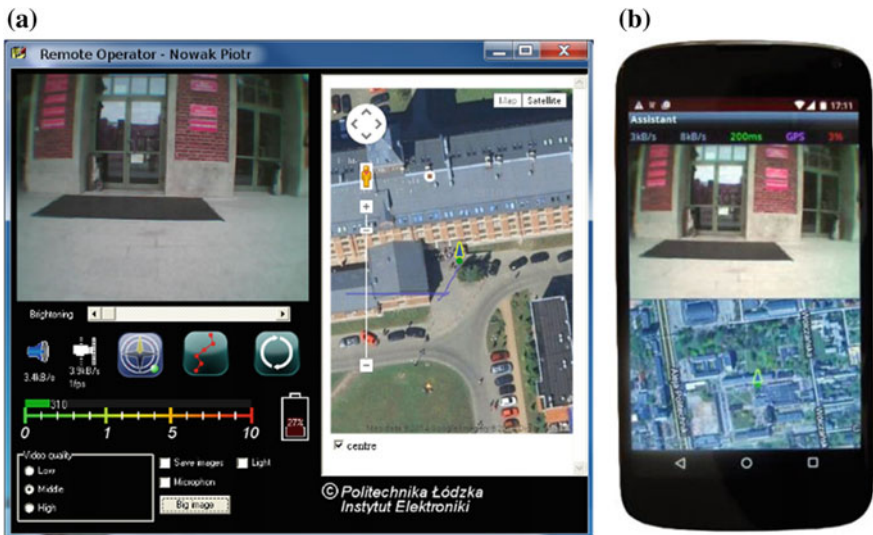 (a)
(b)
Remote Operator - Nowak Piotr
Map
Satellite
Brightening
3.4kB/s
3.9kB/s
1fps
310
0 1 5 10
27%
Video quality
Low
Middle
High
Save images
Light
Microphon
Big image
centre
© Politechnika Łódzka
Instytut Elektroniki
17:11
Assistant
3kB/s 8kB/s 200ms GPS 3%